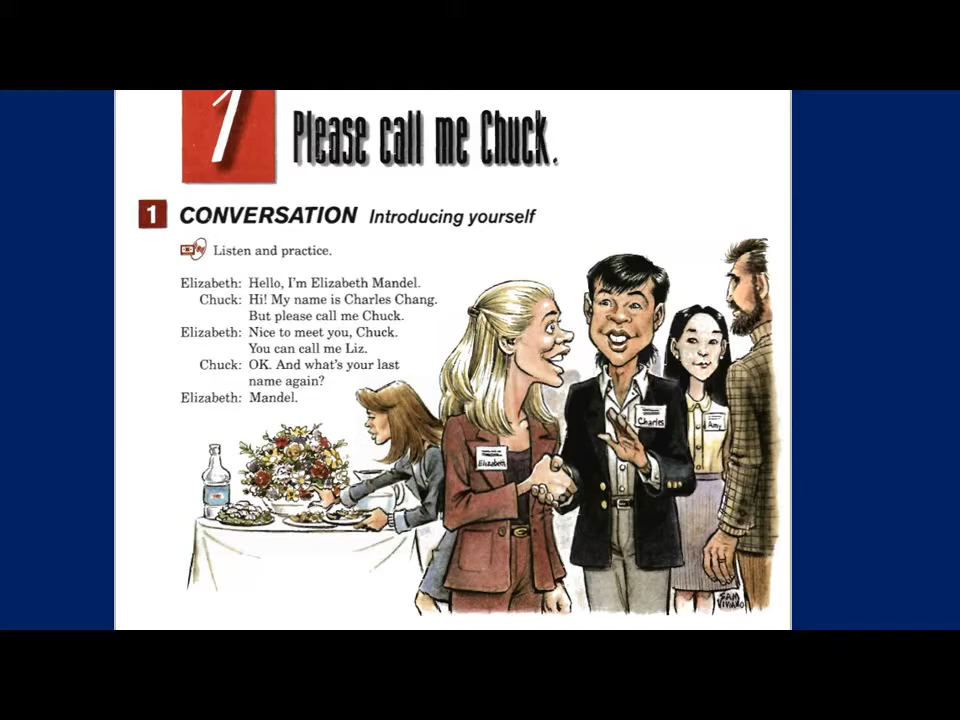 1
Please call me Chuck.
1 CONVERSATION Introducing yourself
Listen and practice.
Elizabeth: Hello, I'm Elizabeth Mandel.
Chuck: Hi! My name is Charles Chang.
But please call me Chuck.
Elizabeth: Nice to meet you, Chuck.
You can call me Liz.
Chuck: OK. And what's your last
name again?
Elizabeth: Mandel.
Charles
Amy
Elizabeth
SAM
VIVIANO